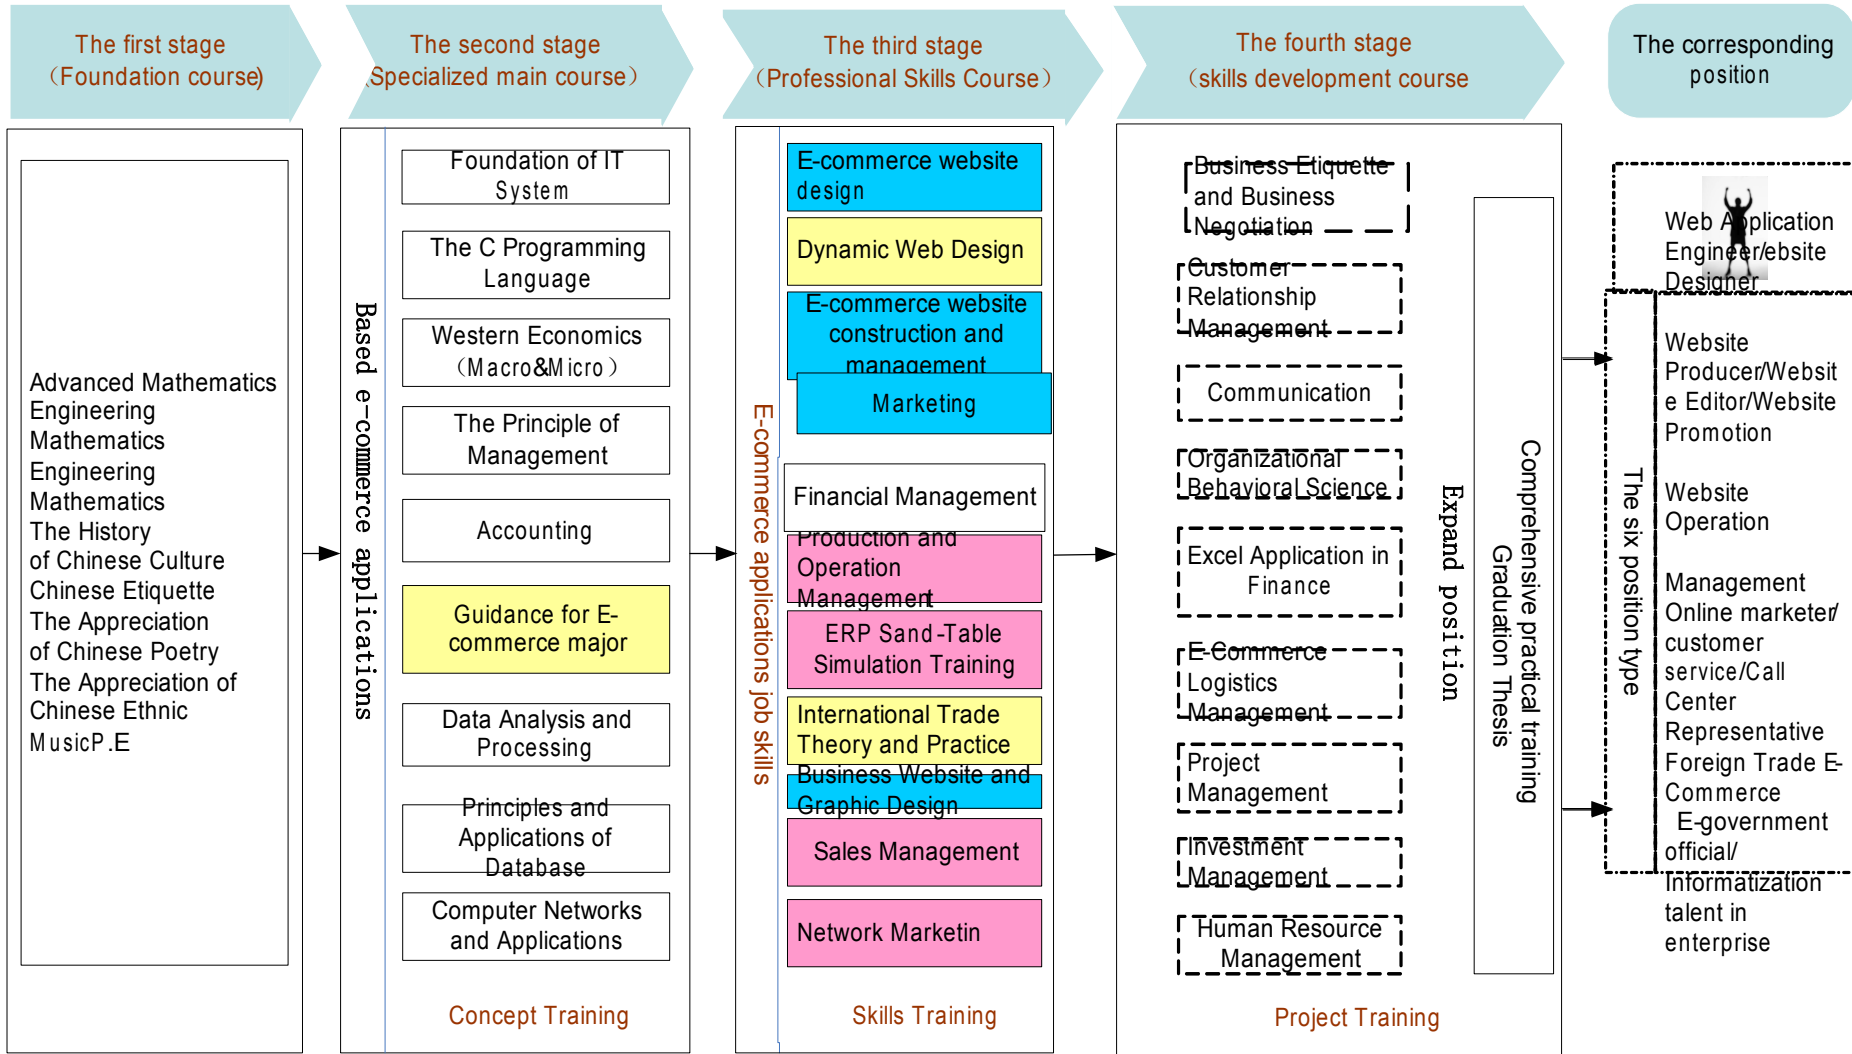 The first stage
（Foundation course)
The second stage
(Specialized main course）
The third stage
（Professional Skills Course）
The fourth stage
（skills development course
The corresponding
position
Advanced Mathematics
Engineering
Mathematics
Engineering
Mathematics
The History
of Chinese Culture
Chinese Etiquette
The Appreciation
of Chinese Poetry
The Appreciation of
Chinese Ethnic
MusicP.E
Based e-commerce applications
Foundation of IT
System
The C Programming
Language
Western Economics
（Macro&Micro）
The Principle of
Management
Accounting
Guidance for E-
commerce major
Data Analysis and
Processing
Principles and
Applications of
Database
Computer Networks
and Applications
Concept Training
E-commerce applications job skills
E-commerce website
design
Dynamic Web Design
E-commerce website
construction and
management
Marketing
Financial Management
Production and
Operation
Management
ERP Sand-Table
Simulation Training
International Trade
Theory and Practice
Business Website and
Graphic Design
Sales Management
Network Marketin
Skills Training
Business Etiquette
and Business
Negotiation
Customer
Relationship
Management
Communication
Organizational
Behavioral Science
Excel Application in
Finance
E-Commerce
Logistics
Management
Project
Management
Investment
Management
Human Resource
Management
Project Training
Expand position
Comprehensive practical training
Graduation Thesis
The six position type
Web Application
Engineer/ebsite
Designer
Website
Producer/Websit
e Editor/Website
Promotion
Website
Operation
Management
Online marketer/
customer
service/Call
Center
Representative
Foreign Trade E-
Commerce
E-government
official/
Informatization
talent in
enterprise